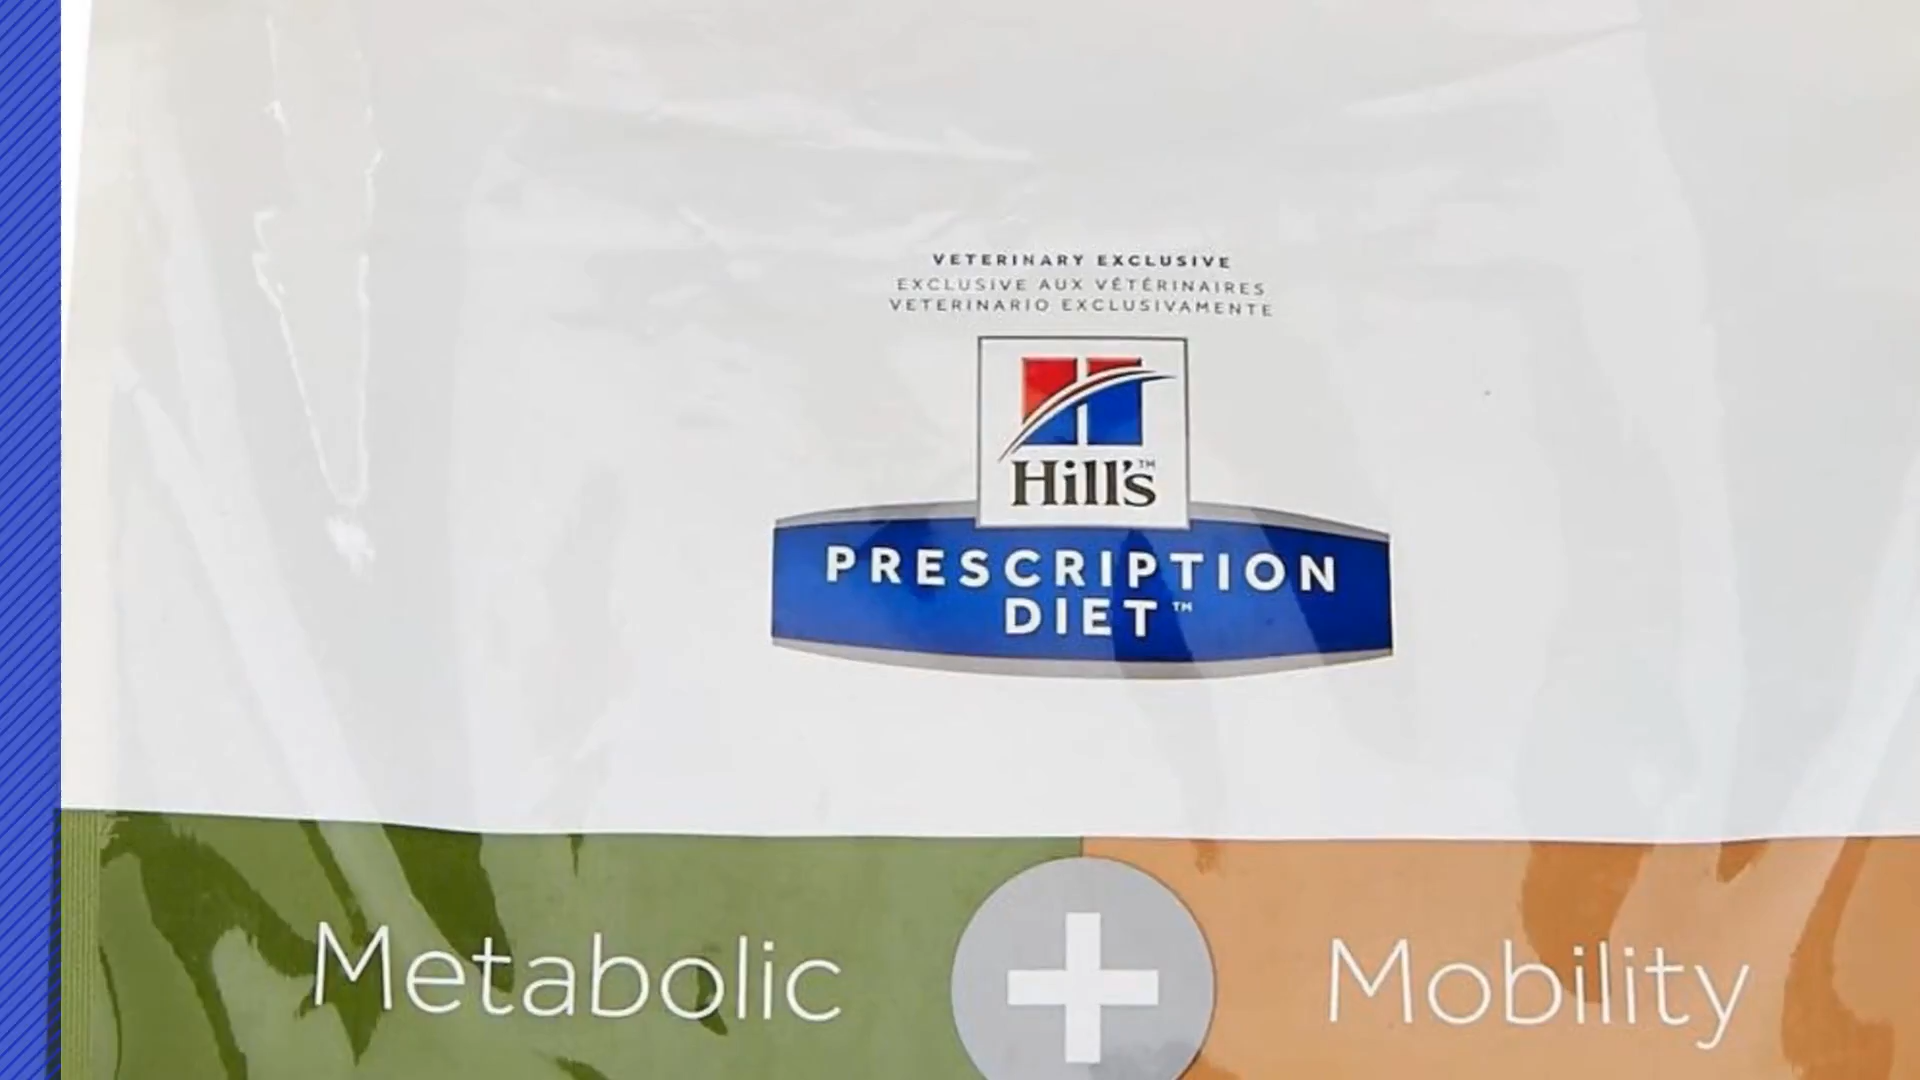 VETERINARY EXCLUSIVE
EXCLUSIVE AUX VÉTÉRINAIRES
VETERINARIO EXCLUSIVAMENTE
Hill's™
PRESCRIPTION
DIET™
Metabolic + Mobility